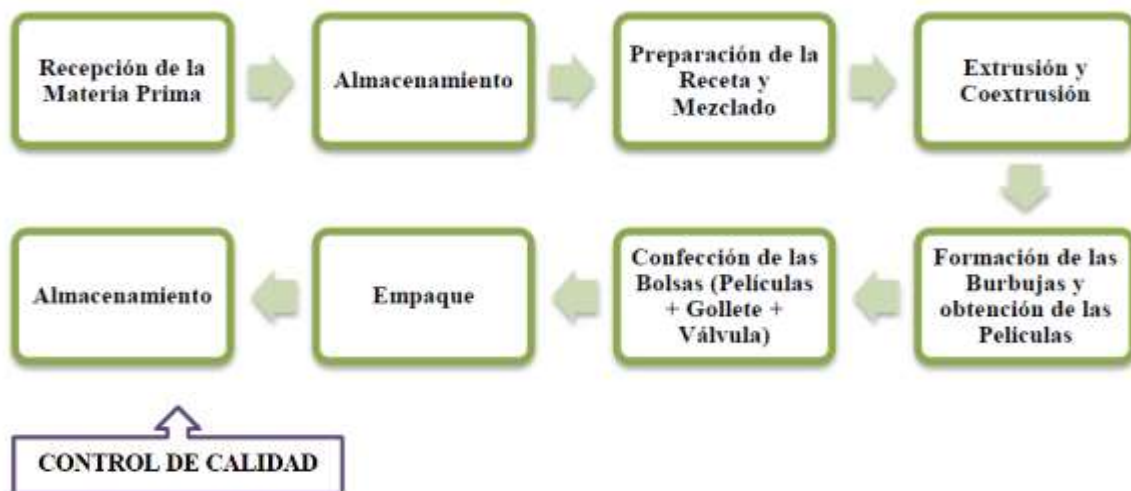 Recepción de la
Materia Prima
Almacenamiento
Preparación de la
Receta y
Mezclado
Extrusión y
Coextrusión
Formación de las
Burbujas y
obtención de las
Películas
Confección de las
Bolsas (Películas
+ Gollete +
Válvula)
Empaque
Almacenamiento
CONTROL DE CALIDAD